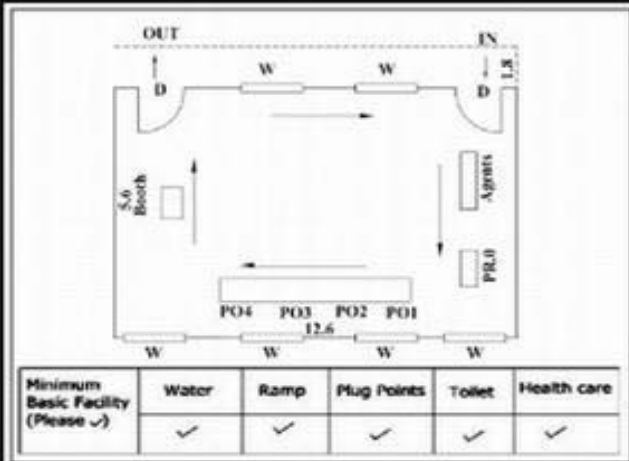 OUT IN
W W
D D
1.8
5.6
Booth
Agents
PR.O
PO4 PO3 PO2 PO1
12.6
W W W W
Minimum Basic Facility (Please ✓) Water Ramp Plug Points Toilet Health care
✓ ✓ ✓ ✓ ✓